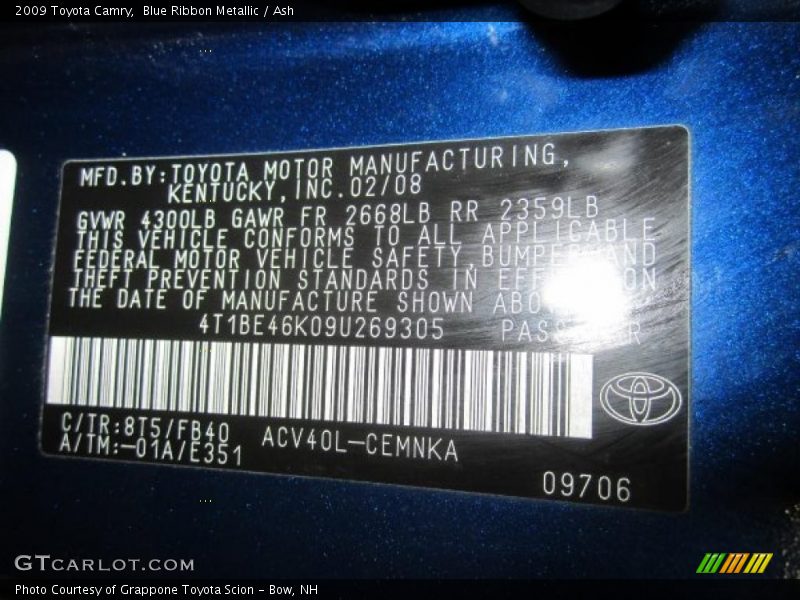 2009 Toyota Camry, Blue Ribbon Metallic / Ash
MFD.BY:TOYOTA MOTOR MANUFACTURING,
KENTUCKY,INC.02/08
GVWR 4300LB GAWR FR 2668LB RR 2359LB
THIS VEHICLE CONFORMS TO ALL APPLICABLE
FEDERAL MOTOR VEHICLE SAFETY,BUMPER AND
THEFT PREVENTION STANDARDS IN EFFECT ON
THE DATE OF MANUFACTURE SHOWN
4T1BE46K09U269305
C/TR:8T5/FB40 ACV40L-CEMNKA
A/TM:-01A/E351
09706
GTCARLOT.COM
Photo Courtesy of Grappone Toyota Scion - Bow, NH